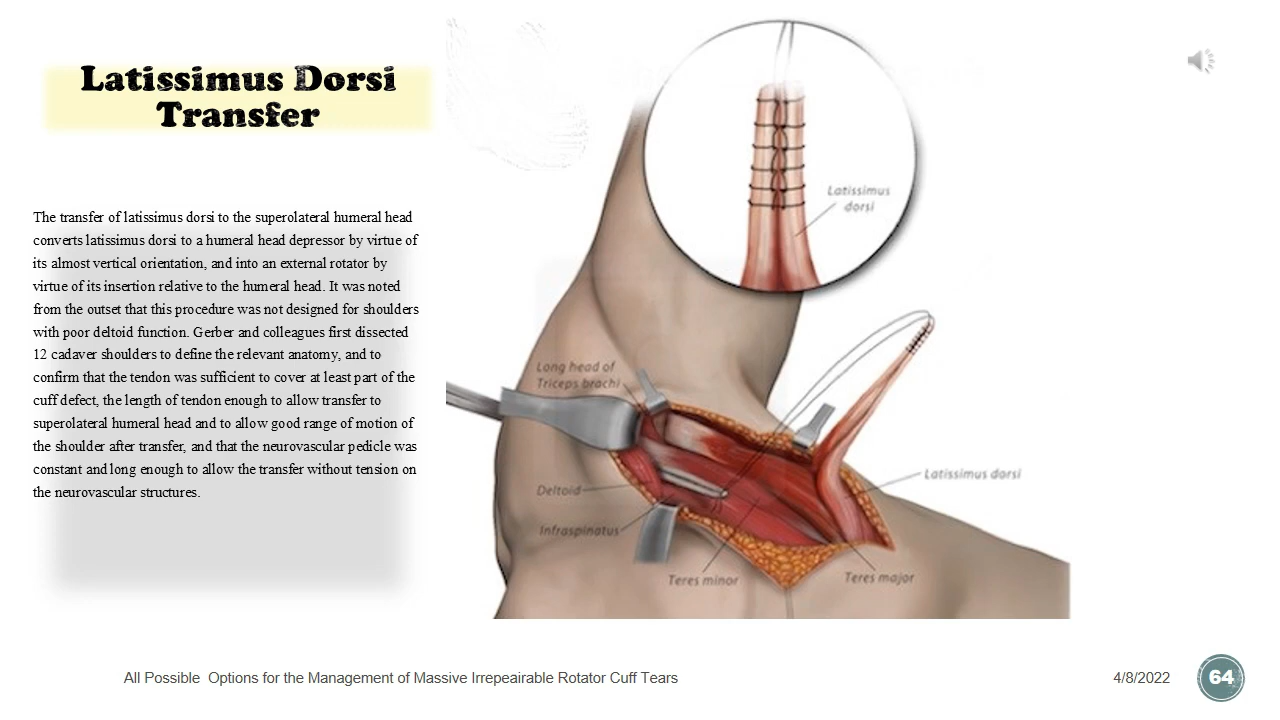 Latissimus Dorsi
Transfer
The transfer of latissimus dorsi to the superolateral humeral head
converts latissimus dorsi to a humeral head depressor by virtue of
its almost vertical orientation, and into an external rotator by
virtue of its insertion relative to the humeral head. It was noted
from the outset that this procedure was not designed for shoulders
with poor deltoid function. Gerber and colleagues first dissected
12 cadaver shoulders to define the relevant anatomy, and to
confirm that the tendon was sufficient to cover at least part of the
cuff defect, the length of tendon enough to allow transfer to
superolateral humeral head and to allow good range of motion of
the shoulder after transfer, and that the neurovascular pedicle was
constant and long enough to allow the transfer without tension on
the neurovascular structures.
Latissimus
dorsi
Long head of
Triceps brachi
Latissimus dorsi
Deltoid
Infraspinatus
Teres minor
Teres major
All Possible  Options for the Management of Massive Irrepeairable Rotator Cuff Tears
4/8/2022
64